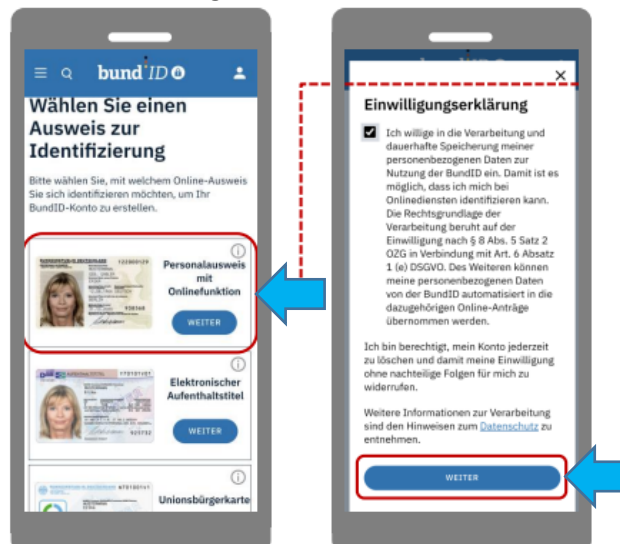 bundID
Wählen Sie einen
Ausweis zur
Identifizierung
Bitte wählen Sie, mit welchem Online-Ausweis
Sie sich identifizieren möchten, um Ihr
BundID-Konto zu erstellen.
Personalausweis
mit
Onlinefunktion
WEITER
Elektronischer
Aufenthaltstitel
WEITER
Unionsbürgerkarte
Einwilligungserklärung
Ich willige in die Verarbeitung und
dauerhafte Speicherung meiner
personenbezogenen Daten zur
Nutzung der BundID ein. Damit ist es
möglich, dass ich mich bei
Onlinediensten identifizieren kann.
Die Rechtsgrundlage der
Verarbeitung beruht auf der
Einwilligung nach § 8 Abs. 5 Satz 2
OZG in Verbindung mit Art. 6 Absatz
1 (e) DSGVO. Des Weiteren können
meine personenbezogenen Daten
von der BundID automatisiert in die
dazugehörigen Online-Anträge
übernommen werden.
Ich bin berechtigt, mein Konto jederzeit
zu löschen und damit meine Einwilligung
ohne nachteilige Folgen für mich zu
widerrufen.
Weitere Informationen zur Verarbeitung
sind den Hinweisen zum Datenschutz zu
entnehmen.
WEITER